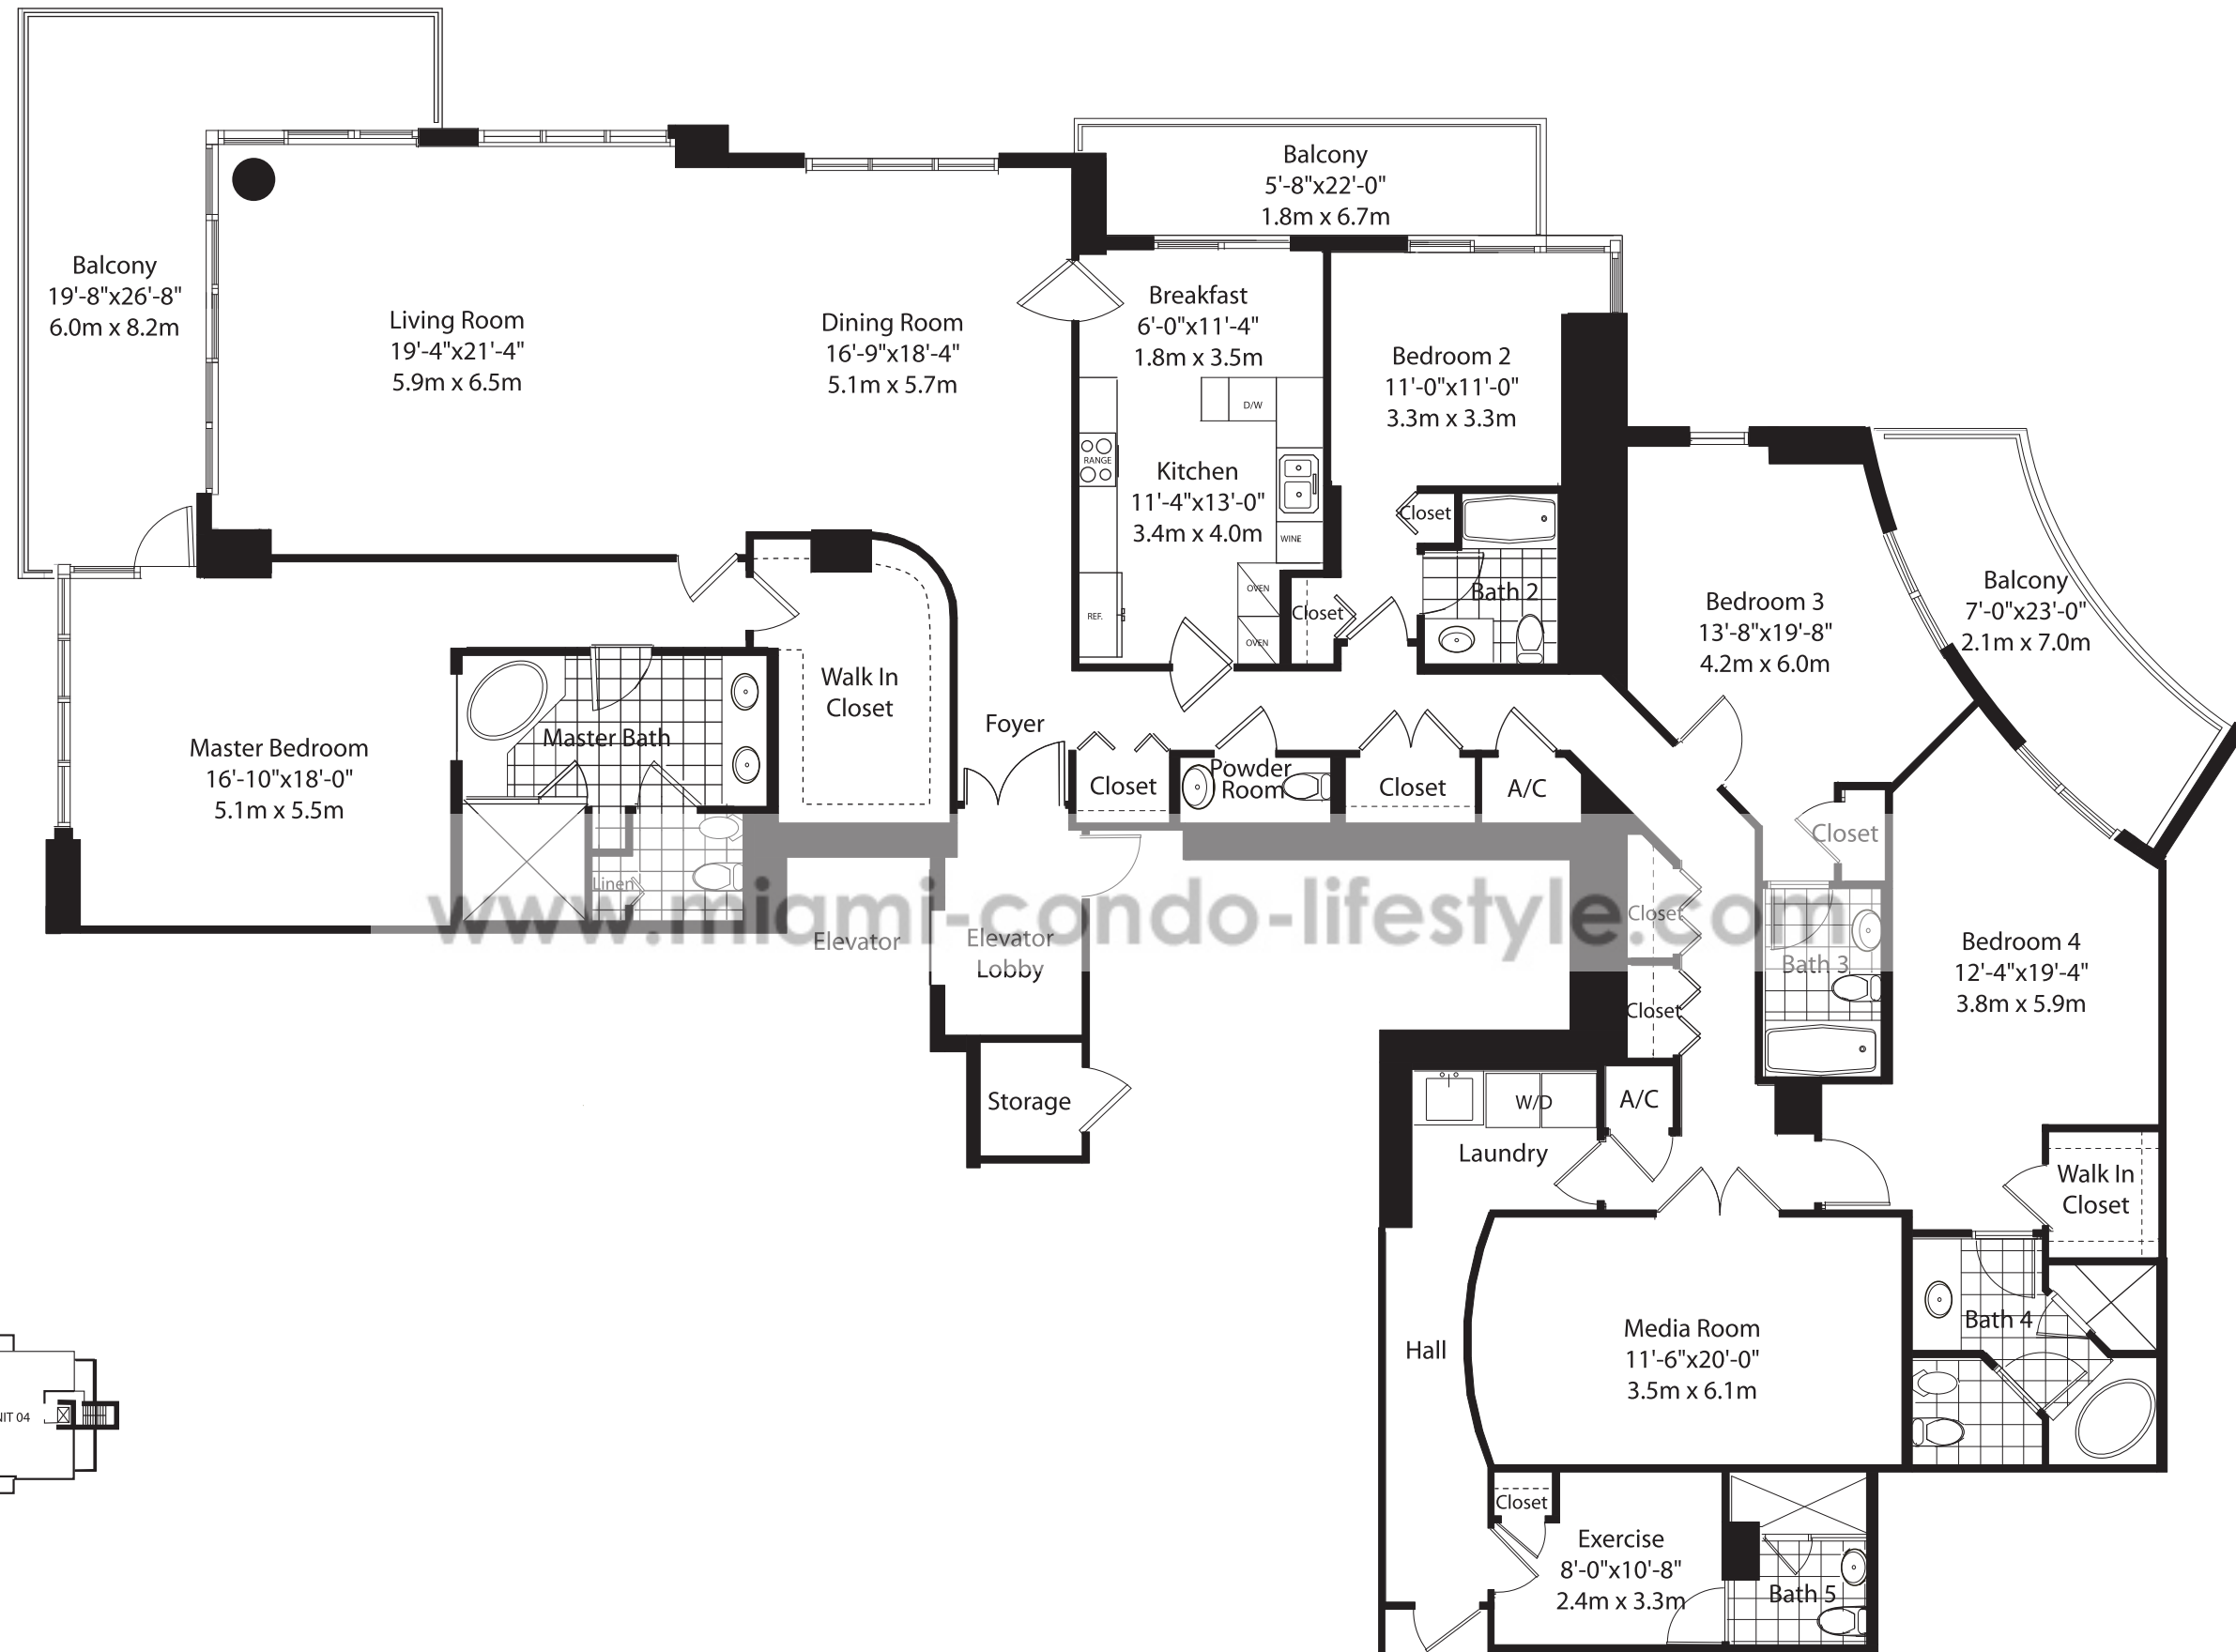 Balcony
5'-8"x22'-0"
1.8m x 6.7m
Balcony
19'-8"x26'-8"
6.0m x 8.2m
Living Room
19'-4"x21'-4"
5.9m x 6.5m
Dining Room
16'-9"x18'-4"
5.1m x 5.7m
Breakfast
6'-0"x11'-4"
1.8m x 3.5m
Bedroom 2
11'-0"x11'-0"
3.3m x 3.3m
D/W
RANGE
Kitchen
11'-4"x13'-0"
3.4m x 4.0m
WINE
OVEN
OVEN
REF.
Closet
Closet
Bath 2
Bedroom 3
13'-8"x19'-8"
4.2m x 6.0m
Balcony
7'-0"x23'-0"
2.1m x 7.0m
Walk In
Closet
Foyer
Master Bedroom
16'-10"x18'-0"
5.1m x 5.5m
Master Bath
Closet
Powder
Room
Closet
A/C
Closet
Linen
www.miami-condo-lifestyle.com
Elevator
Elevator
Lobby
Closet
Closet
Bath 3
Bedroom 4
12'-4"x19'-4"
3.8m x 5.9m
Storage
W/D
A/C
Laundry
Walk In
Closet
Hall
Media Room
11'-6"x20'-0"
3.5m x 6.1m
Bath 4
Closet
Exercise
8'-0"x10'-8"
2.4m x 3.3m
Bath 5
NIT 04